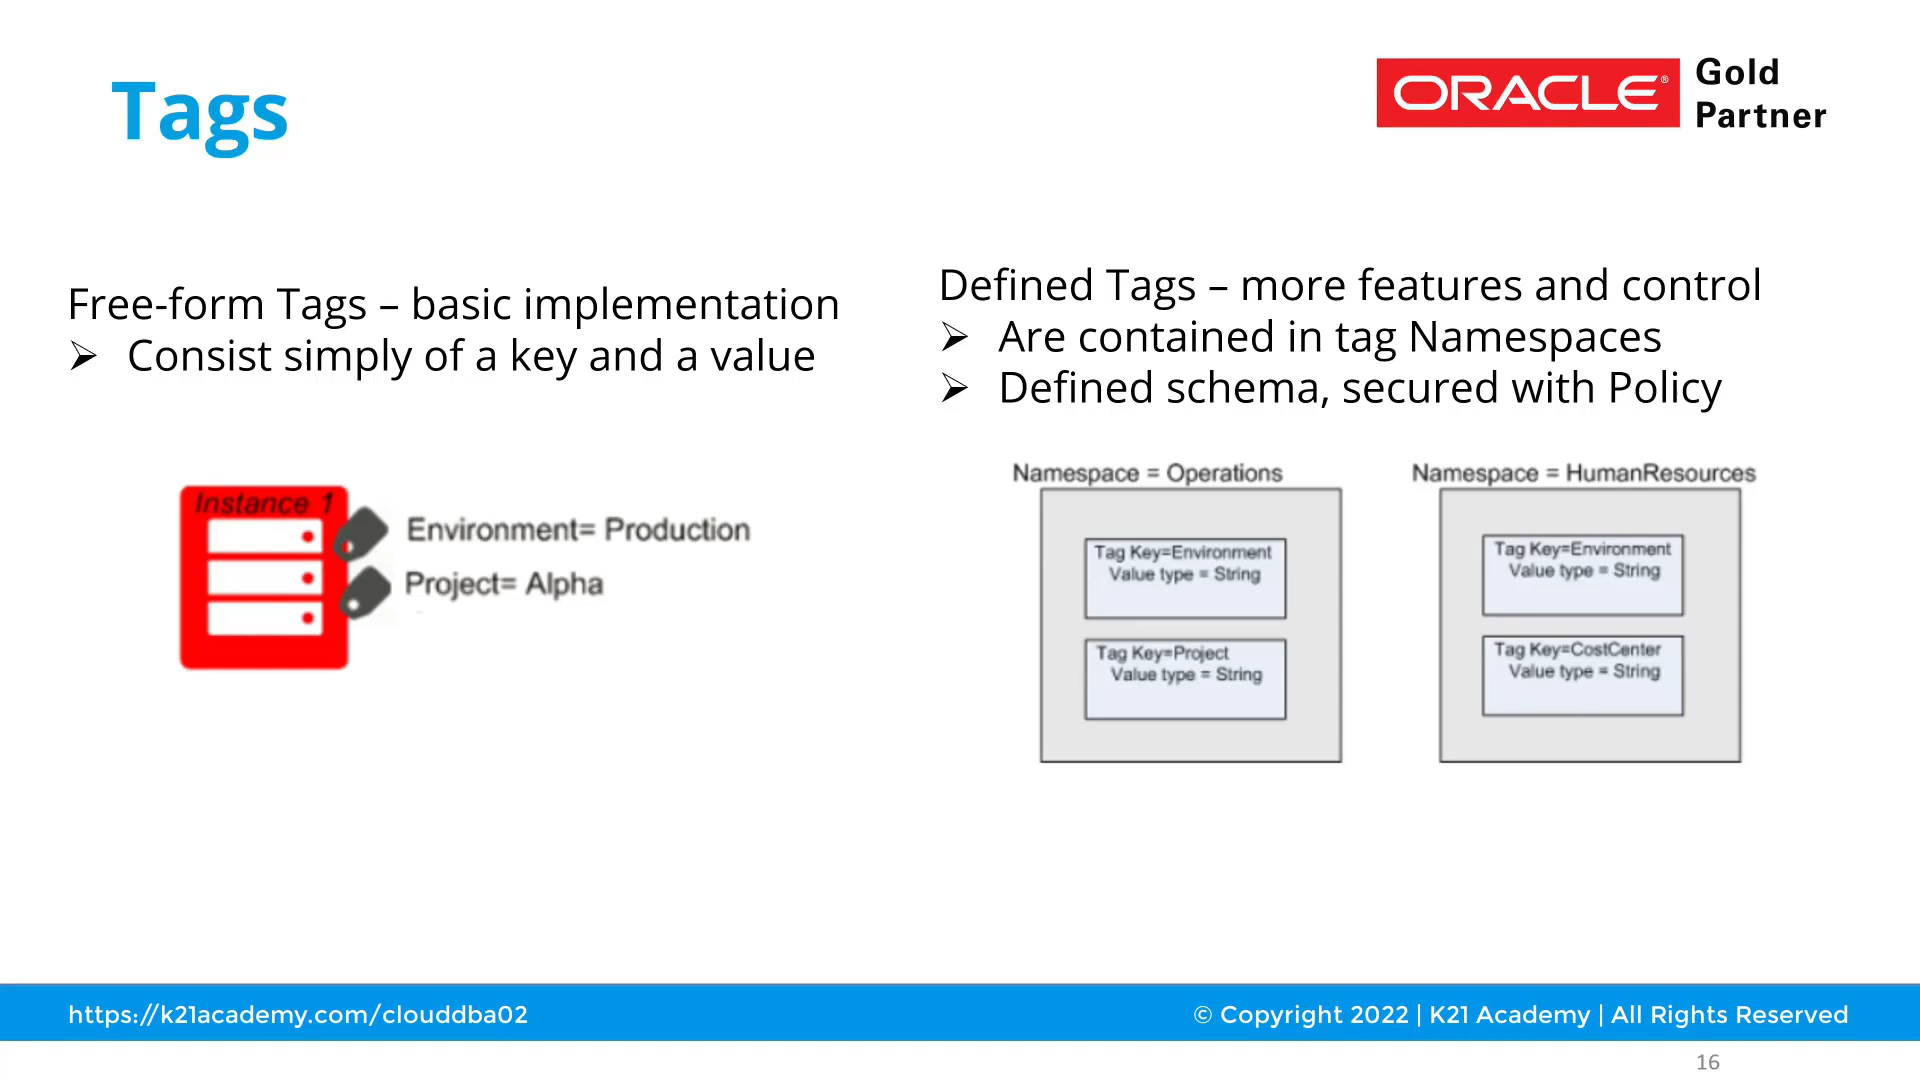 Tags
ORACLE®
Gold
Partner
Free-form Tags – basic implementation
➢ Consist simply of a key and a value
Instance 1
Environment= Production
Project= Alpha
Defined Tags – more features and control
➢ Are contained in tag Namespaces
➢ Defined schema, secured with Policy
Namespace = Operations
Tag Key=Environment
Value type = String
Tag Key=Project
Value type = String
Namespace = HumanResources
Tag Key=Environment
Value type = String
Tag Key=CostCenter
Value type = String
https://k21academy.com/clouddba02
© Copyright 2022 | K21 Academy | All Rights Reserved
16